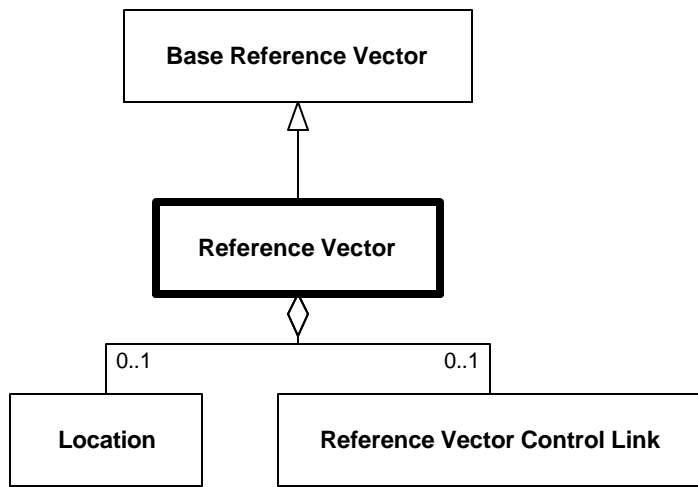 Base Reference Vector
Reference Vector
0..1
0..1
Location
Reference Vector Control Link